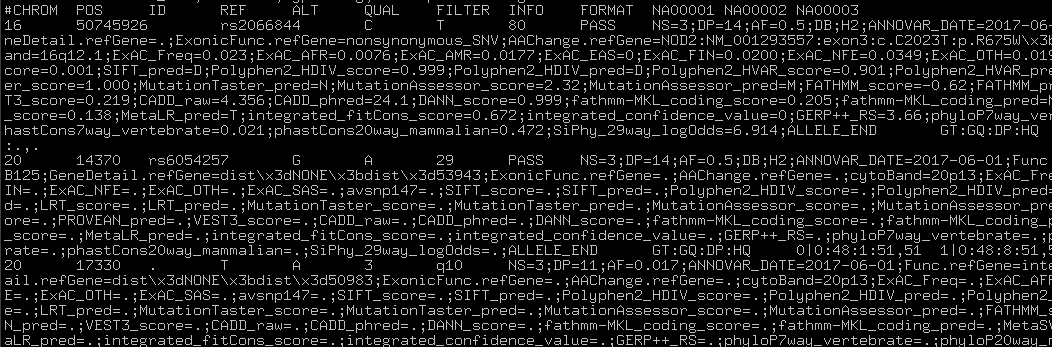 #CHROM POS ID REF ALT QUAL FILTER INFO FORMAT NA00001 NA00002 NA00003
16 50745926 rs2066844 C T 80 PASS NS=3;DP=14;AF=0.5;DB;H2;ANNOVAR_DATE=2017-06-
neDetail.refGene=.;ExonicFunc.refGene=nonsynonymous_SNV;AAChange.refGene=NOD2:NM_001293557:exon3:c.C2023T:p.R675W\x3
and=16q12.1;ExAC_Freq=0.023;ExAC_AFR=0.0076;ExAC_AMR=0.0177;ExAC_EAS=0;ExAC_FIN=0.0200;ExAC_NFE=0.0349;ExAC_OTH=0.019
score=0.001;SIFT_pred=D;Polyphen2_HDIV_score=0.999;Polyphen2_HDIV_pred=D;Polyphen2_HVAR_score=0.901;Polyphen2_HVAR_pre
er_score=1.000;MutationTaster_pred=N;MutationAssessor_score=2.32;MutationAssessor_pred=M;FATHMM_score=-0.62;FATHMM_pr
T3_score=0.219;CADD_raw=4.356;CADD_phred=24.1;DANN_score=0.999;fathmm-MKL_coding_score=0.205;fathmm-MKL_coding_pred=
_score=0.138;MetaLR_pred=T;integrated_fitCons_score=0.672;integrated_confidence_value=0;GERP++_RS=3.66;phyloP7way_ver
hastCons7way_vertebrate=0.021;phastCons20way_mammalian=0.472;SiPhy_29way_logOdds=6.914;ALLELE_END GT:GQ:DP:HQ
:.,.
20 14370 rs6054257 G A 29 PASS NS=3;DP=14;AF=0.5;DB;H2;ANNOVAR_DATE=2017-06-01;Func
B125;GeneDetail.refGene=dist\x3dNONE\x3bdist\x3d53943;ExonicFunc.refGene=.;AAChange.refGene=.;cytoBand=20p13;ExAC_Fre
IN=.;ExAC_NFE=.;ExAC_OTH=.;ExAC_SAS=.;avsnp147=.;SIFT_score=.;SIFT_pred=.;Polyphen2_HDIV_score=.;Polyphen2_HDIV_pred=
d=.;LRT_score=.;LRT_pred=.;MutationTaster_score=.;MutationTaster_pred=.;MutationAssessor_score=.;MutationAssessor_pre
ore=.;PROVEAN_pred=.;VEST3_score=.;CADD_raw=.;CADD_phred=.;DANN_score=.;fathmm-MKL_coding_score=.;fathmm-MKL_coding_p
_score=.;MetaLR_pred=.;integrated_fitCons_score=.;integrated_confidence_value=.;GERP++_RS=.;phyloP7way_vertebrate=.;p
rate=.;phastCons20way_mammalian=.;SiPhy_29way_logOdds=.;ALLELE_END GT:GQ:DP:HQ 0|0:48:1:51,51 1|0:48:8:51,5
20 17330 . T A 3 q10 NS=3;DP=11;AF=0.017;ANNOVAR_DATE=2017-06-01;Func.refGene=inte
ail.refGene=dist\x3dNONE\x3bdist\x3d50983;ExonicFunc.refGene=.;AAChange.refGene=.;cytoBand=20p13;ExAC_Freq=.;ExAC_AFR
E=.;ExAC_OTH=.;ExAC_SAS=.;avsnp147=.;SIFT_score=.;SIFT_pred=.;Polyphen2_HDIV_score=.;Polyphen2_HDIV_pred=.;Polyphen2_
=.;LRT_pred=.;MutationTaster_score=.;MutationTaster_pred=.;MutationAssessor_score=.;MutationAssessor_pred=.;FATHMM_s
N_pred=.;VEST3_score=.;CADD_raw=.;CADD_phred=.;DANN_score=.;fathmm-MKL_coding_score=.;fathmm-MKL_coding_pred=.;MetaSV
aLR_pred=.;integrated_fitCons_score=.;integrated_confidence_value=.;GERP++_RS=.;phyloP7way_vertebrate=.;phyloP20way_m